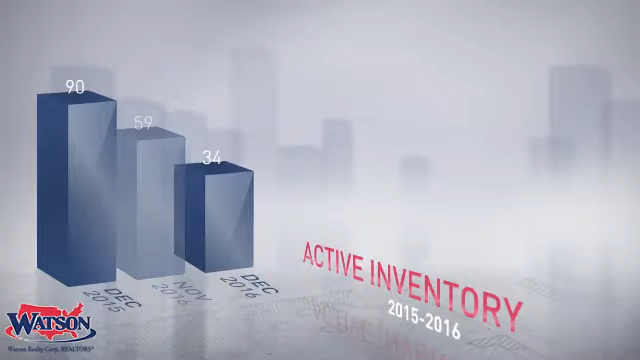 90
59
34
DEC
2015
NOV
2016
DEC
2016
ACTIVE INVENTORY
2015-2016
WATSON
Watson Realty Corp, REALTORS®